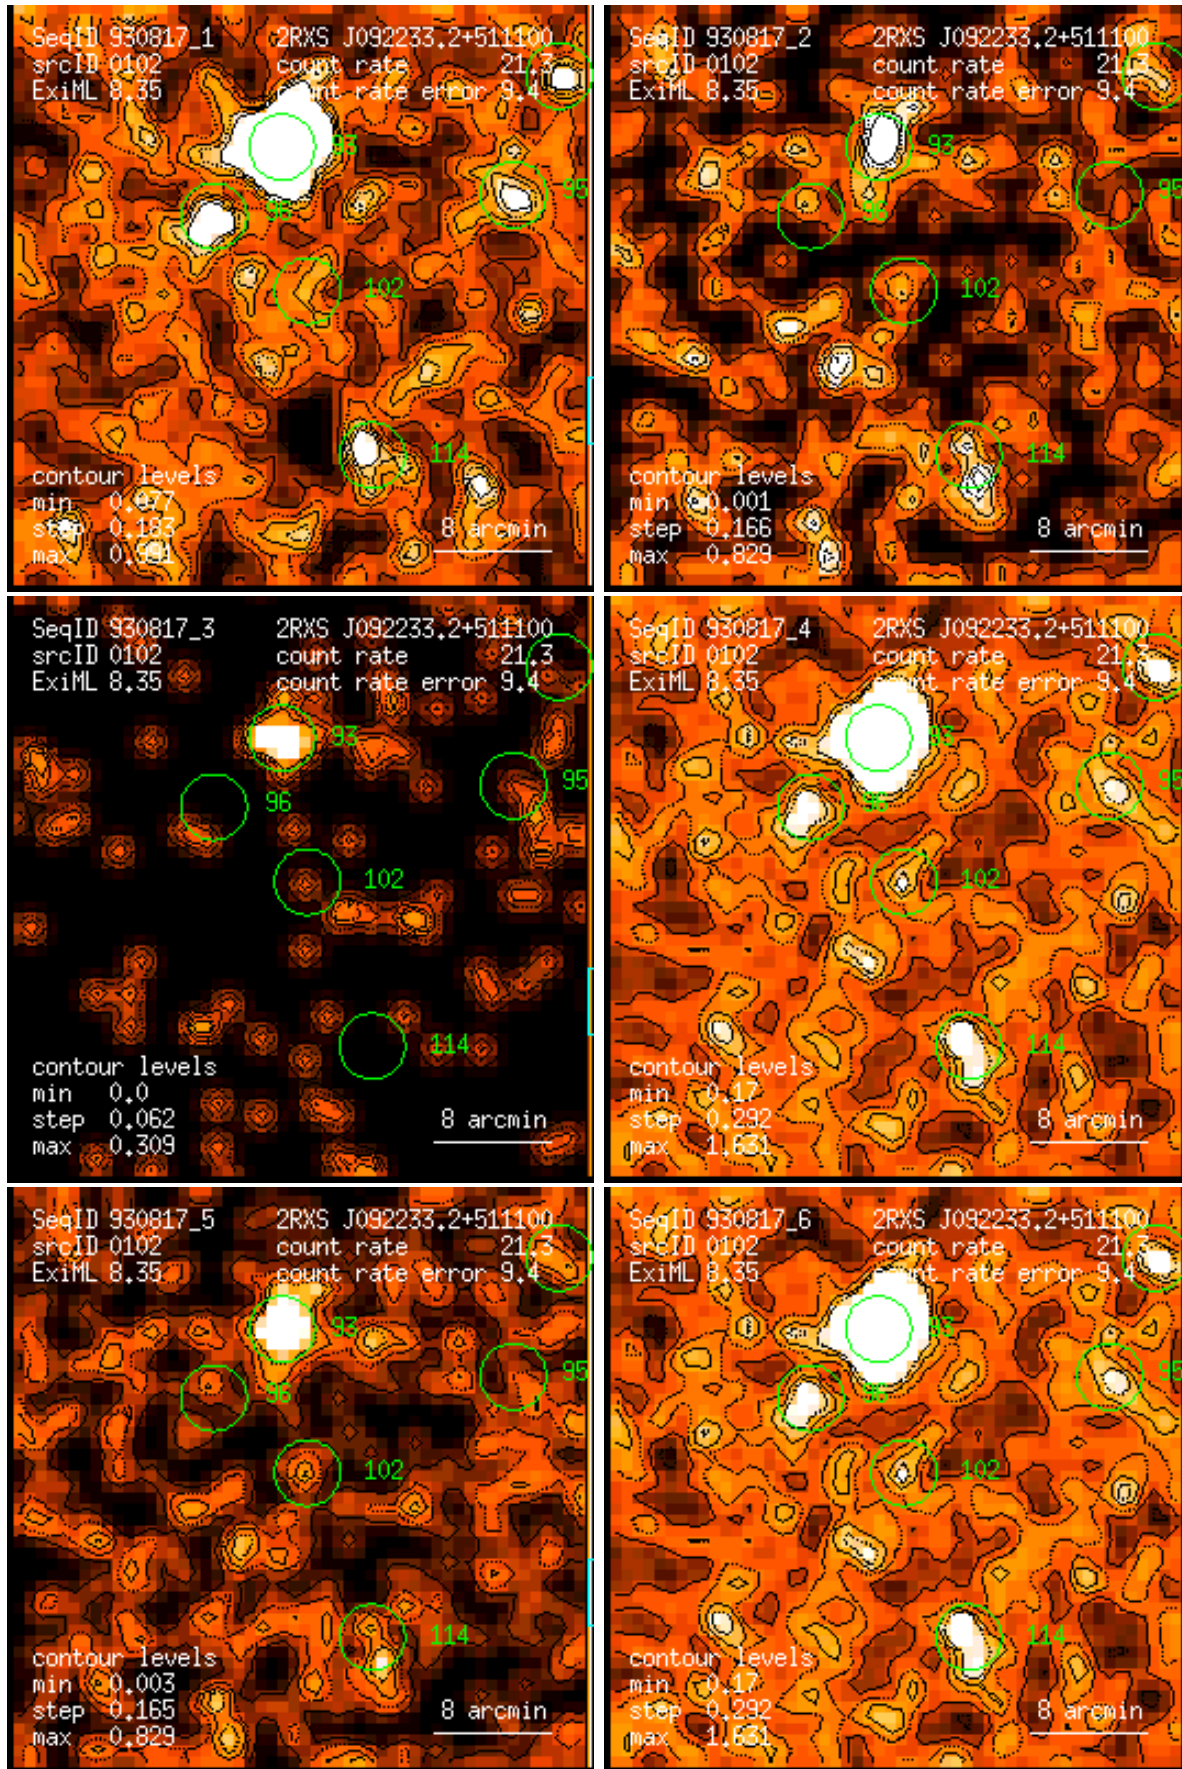 SeqID 930817_1 2RXS J092233.2+511100
srcID 0102 count rate 21.3
ExiML 8.35 count rate error 9.4
93
95
96
102
114
contour levels
min 0.077
step 0.183
max 0.991
8 arcmin
SeqID 930817_2 2RXS J092233.2+511100
srcID 0102 count rate 21.3
ExiML 8.35 count rate error 9.4
93
95
96
102
114
contour levels
min 0.001
step 0.166
max 0.829
8 arcmin
SeqID 930817_3 2RXS J092233.2+511100
srcID 0102 count rate 21.3
ExiML 8.35 count rate error 9.4
93
95
96
102
114
contour levels
min 0.0
step 0.062
max 0.309
8 arcmin
SeqID 930817_4 2RXS J092233.2+511100
srcID 0102 count rate 21.3
ExiML 8.35 count rate error 9.4
93
95
96
102
114
contour levels
min 0.17
step 0.292
max 1.631
8 arcmin
SeqID 930817_5 2RXS J092233.2+511100
srcID 0102 count rate 21.3
ExiML 8.35 count rate error 9.4
93
95
96
102
114
contour levels
min 0.003
step 0.165
max 0.829
8 arcmin
SeqID 930817_6 2RXS J092233.2+511100
srcID 0102 count rate 21.3
ExiML 8.35 count rate error 9.4
93
95
96
102
114
contour levels
min 0.17
step 0.292
max 1.631
8 arcmin